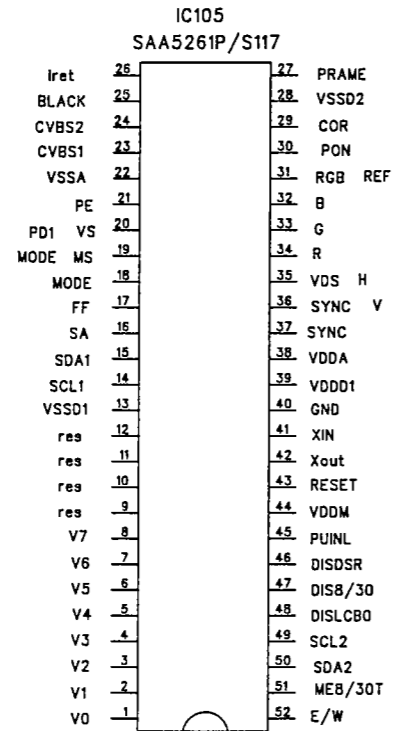 IC105
SAA5261P/S117
Iret 26 27 PRAME
BLACK 25 28 VSSD2
CVBS2 24 29 COR
CVBS1 23 30 PON
VSSA 22 31 RGB REF
PE 21 32 B
PD1 VS 20 33 G
MODE MS 19 34 R
MODE 18 35 VDS H
FF 17 36 SYNC V
SA 16 37 SYNC
SDA1 15 38 VDDA
SCL1 14 39 VDDD1
VSSD1 13 40 GND
res 12 41 XIN
res 11 42 Xout
res 10 43 RESET
res 9 44 VDDM
V7 8 45 PUINL
V6 7 46 DISDSR
V5 6 47 DIS8/30
V4 5 48 DISLCBO
V3 4 49 SCL2
V2 3 50 SDA2
V1 2 51 ME8/30T
V0 1 52 E/W